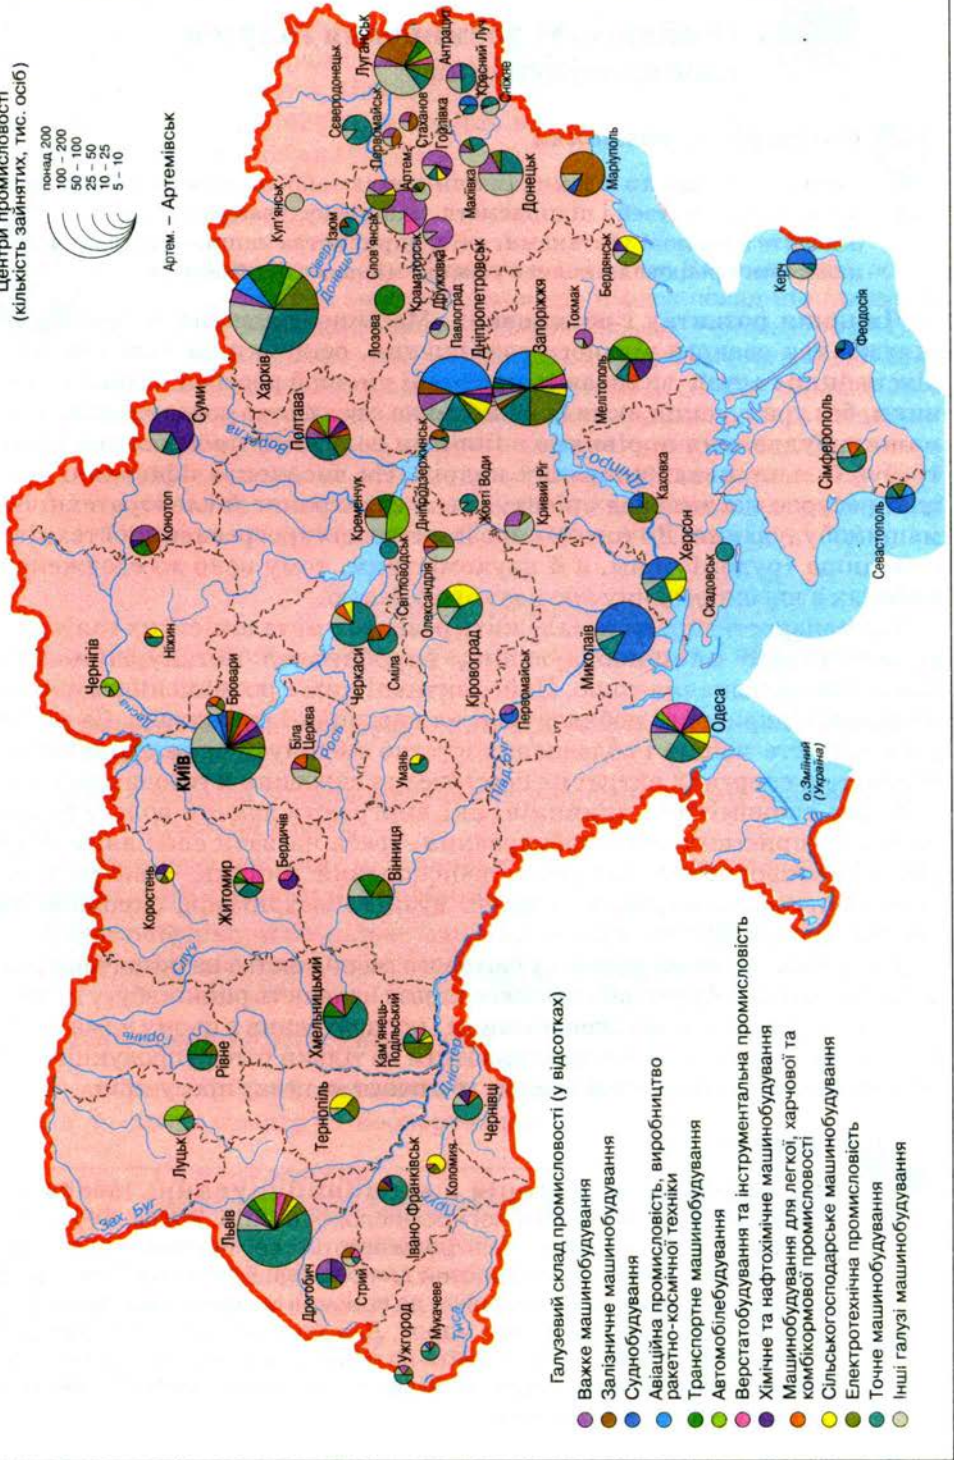 Центри промисловості
(кількість зайнятих, тис. осіб)
понад 200
100 – 200
50 – 100
25 – 50
10 – 25
5 – 10
Артем. – Артемівськ
Чернігів
Десна
Ніжин
Конотоп
Суми
Ворскла
Полтава
Харків
Куп'янськ
Ізюм
Сівер.
Донець
Сєвєродонецьк
Луганськ
Первомайськ
Стаханов
Антрацит
Красний Луч
Сніжне
Горлівка
Артем.
Слов'янськ
Краматорськ
Дружківка
Макіївка
Донецьк
Маріуполь
Лозова
Павлоград
Дніпропетровськ
Запоріжжя
Токмак
Бердянськ
Мелітополь
Дніпродзержинськ
Жовті Води
Кривий Ріг
Дніпро
Каховка
Херсон
Скадовськ
Керч
Феодосія
Сімферополь
Севастополь
Кременчук
Світловодськ
Олександрія
Кіровоград
Черкаси
Сміла
Бровари
КИЇВ
Біла
Церква
Рось
Умань
Півд. Буг
Первомайськ
Миколаїв
Одеса
о.Зміїний
(Україна)
Коростень
Житомир
Бердичів
Вінниця
Случ
Горинь
Рівне
Хмельницький
Кам'янець-
Подільський
Дністер
Луцьк
Тернопіль
Чернівці
Зах. Буг
Львів
Івано-Франківськ
Коломия
Прут
Дрогобич
Стрий
Ужгород
Мукачеве
Тиса
Галузевий склад промисловості (у відсотках)
Важке машинобудування
Залізничне машинобудування
Суднобудування
Авіаційна промисловість, виробництво
ракетно-космічної техніки
Транспортне машинобудування
Автомобілебудування
Верстатобудування та інструментальна промисловість
Хімічне та нафтохімічне машинобудування
Машинобудування для легкої, харчової та
комбікормової промисловості
Сільськогосподарське машинобудування
Електротехнічна промисловість
Точне машинобудування
Інші галузі машинобудування